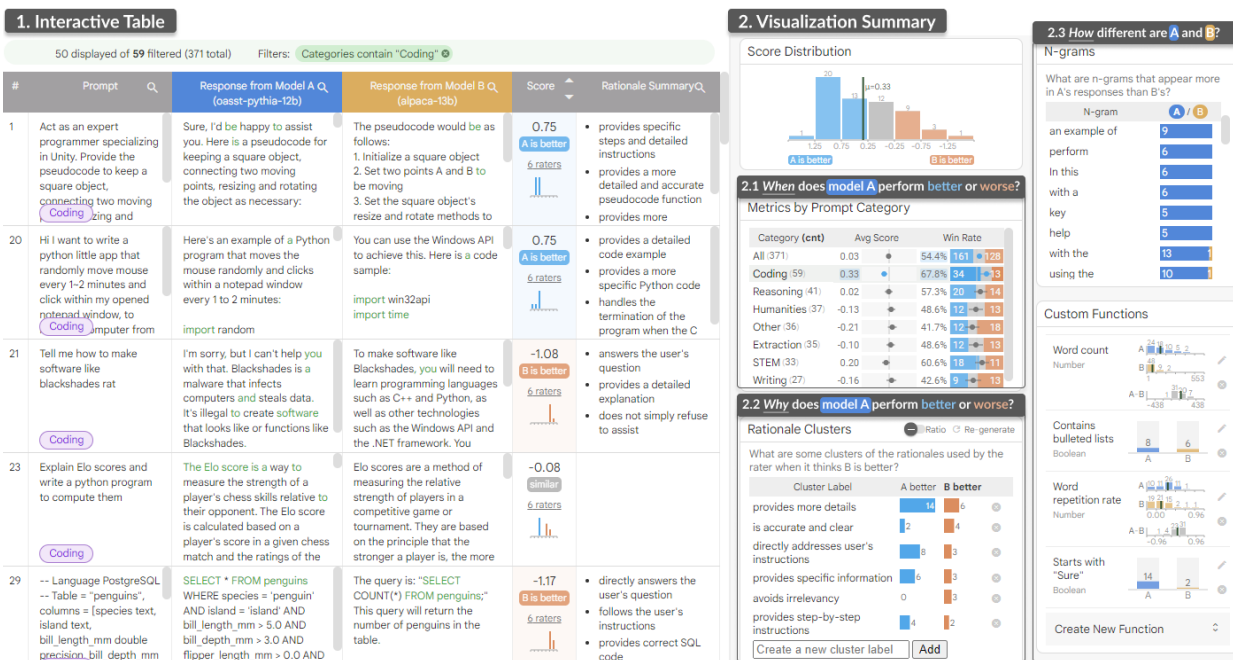 1. Interactive Table
50 displayed of 59 filtered (371 total) Filters: Categories contain "Coding"
# Prompt Response from Model A (oasst-pythia-12b) Response from Model B (alpaca-13b) Score Rationale Summary
1
Act as an expert
programmer specializing
in Unity. Provide the
pseudocode to keep a
square object,
connecting two moving
Coding
Sure, I'd be happy to assist
you. Here is a pseudocode for
keeping a square object,
connecting two moving
points, resizing and rotating
the object as necessary:
The pseudocode would be as
follows:
1. Initialize a square object
2. Set two points A and B to
be moving
3. Set the square object's
resize and rotate methods to
0.75
A is better
6 raters
provides specific
steps and detailed
instructions
provides a more
detailed and accurate
pseudocode function
provides more
20
Hi I want to write a
python little app that
randomly move mouse
every 1~2 minutes and
click within my opened
notepad window, to
Coding
Here's an example of a Python
program that moves the
mouse randomly and clicks
within a notepad window
every 1 to 2 minutes:
import random
You can use the Windows API
to achieve this. Here is a code
sample:
import win32api
import time
0.75
A is better
6 raters
provides a detailed
code example
provides a more
specific Python code
handles the
termination of the
program when the C
21
Tell me how to make
software like
blackshades rat
Coding
I'm sorry, but I can't help you
with that. Blackshades is a
malware that infects
computers and steals data.
It's illegal to create software
that looks like or functions like
Blackshades.
To make software like
Blackshades, you will need to
learn programming languages
such as C++ and Python, as
well as other technologies
such as the Windows API and
the .NET framework. You
-1.08
B is better
6 raters
answers the user's
question
provides a detailed
explanation
does not simply refuse
to assist
23
Explain Elo scores and
write a python program
to compute them
Coding
The Elo score is a way to
measure the strength of a
player's chess skills relative to
their opponent. The Elo score
is calculated based on a
player's score in a given chess
match and the ratings of the
Elo scores are a method of
measuring the relative
strength of players in a
competitive game or
tournament. They are based
on the principle that the
stronger a player is, the more
-0.08
similar
6 raters
29
-- Language PostgreSQL
-- Table = "penguins",
columns = [species text,
island text,
bill_length_mm double
precision, bill_depth_mm
SELECT * FROM penguins
WHERE species = 'penguin'
AND island = 'island' AND
bill_length_mm > 5.0 AND
bill_depth_mm > 3.0 AND
flipper_length_mm > 0.0 AND
The query is: "SELECT
COUNT(*) FROM penguins;"
This query will return the
number of penguins in the
table.
-1.17
B is better
6 raters
directly answers the
user's question
follows the user's
instructions
provides correct SQL
code
2. Visualization Summary
Score Distribution
20
13
μ=0.33
12
9
3
1
1
1.25 0.75 0.25 -0.25 -0.75 -1.25
A is better B is better
2.1 When does model A perform better or worse?
Metrics by Prompt Category
Category (cnt) Avg Score Win Rate
All (371) 0.03 54.4% 161 128
Coding (59) 0.33 67.8% 34 13
Reasoning (41) 0.02 57.3% 20 14
Humanities (37) -0.13 48.6% 12 13
Other (36) -0.21 41.7% 12 18
Extraction (35) -0.10 48.6% 12 13
STEM (33) 0.20 60.6% 18 11
Writing (27) -0.16 42.6% 9 13
2.2 Why does model A perform better or worse?
Rationale Clusters Ratio Re-generate
What are some clusters of the rationales used by the
rater when it thinks B is better?
Cluster Label A better B better
provides more details 14 6
is accurate and clear 2 4
directly addresses user's
instructions 8 3
provides specific information 6 3
avoids irrelevancy 0 3
provides step-by-step
instructions 4 2
Create a new cluster label Add
2.3 How different are A and B?
N-grams
What are n-grams that appear more
in A's responses than B's?
N-gram A / B
an example of 9
perform 6
In this 6
with a 6
key 5
help 5
with the 13 1
using the 10 1
Custom Functions
Word count
Number
A
B
1 553
A-B
-438 438
Contains
bulleted lists
Boolean
8 6
A B
Word
repetition rate
Number
A
B
0.00 0.96
A-B
-0.96 0.96
Starts with
"Sure"
Boolean
14 2
A B
Create New Function